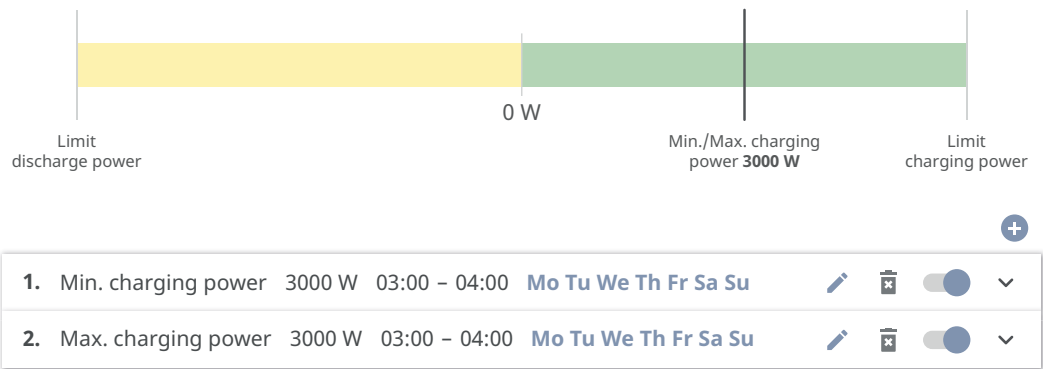 0 W
Limit
discharge power
Min./Max. charging
power 3000 W
Limit
charging power
1. Min. charging power 3000 W 03:00 – 04:00 Mo Tu We Th Fr Sa Su
2. Max. charging power 3000 W 03:00 – 04:00 Mo Tu We Th Fr Sa Su